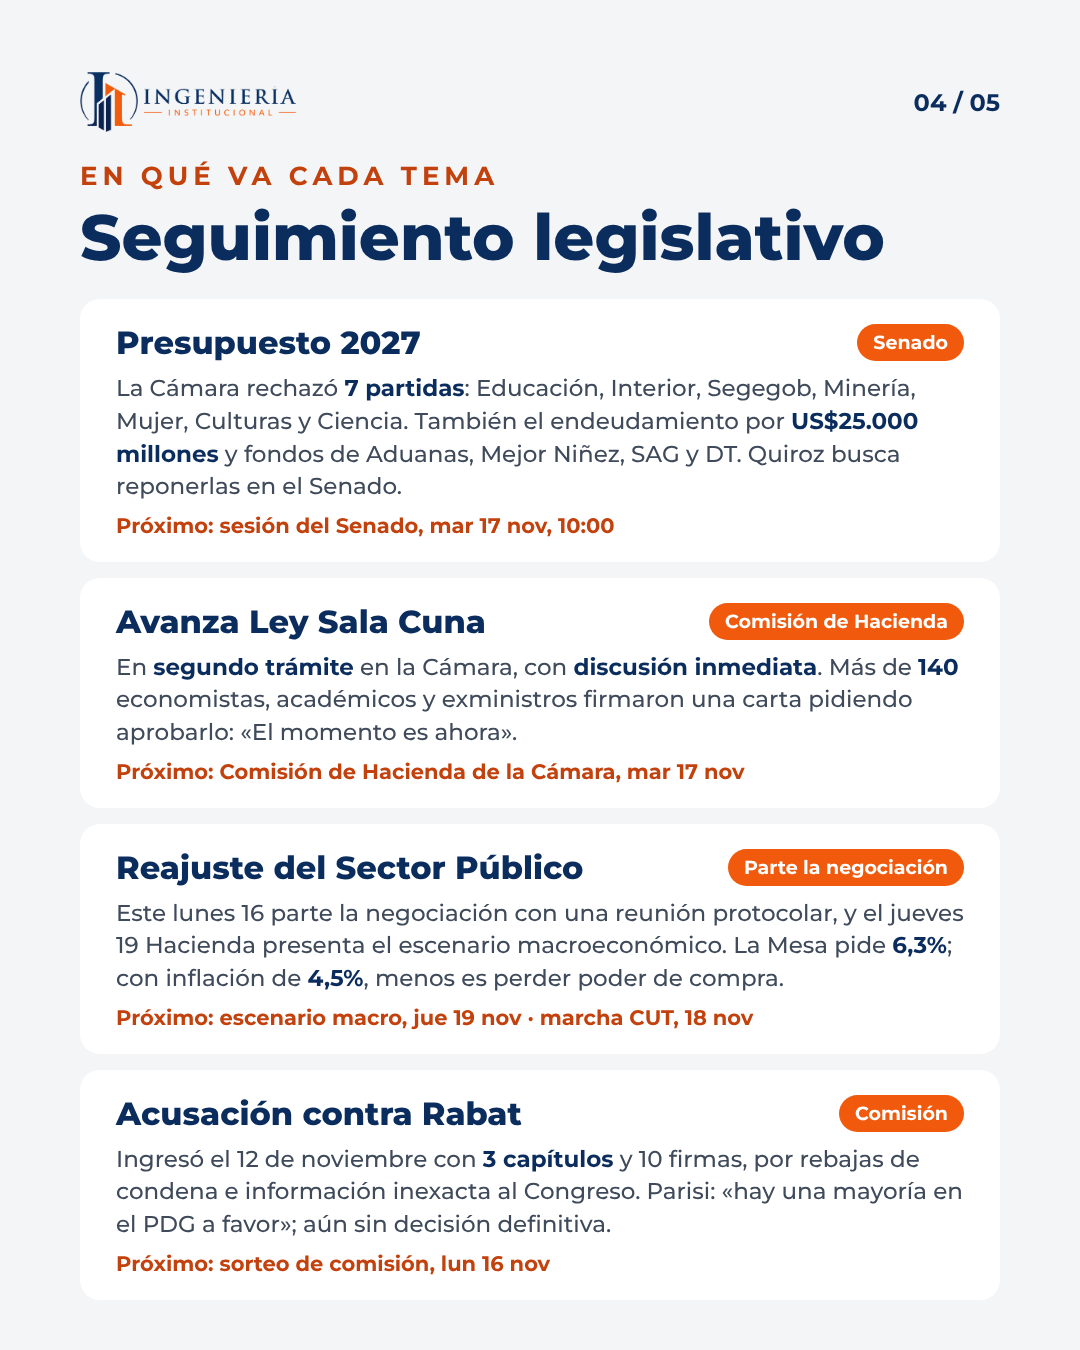 INGENIERIA
INSTITUCIONAL
04 / 05
EN QUÉ VA CADA TEMA
Seguimiento legislativo
Presupuesto 2027
Senado
La Cámara rechazó 7 partidas: Educación, Interior, Segegob, Minería,
Mujer, Culturas y Ciencia. También el endeudamiento por US$25.000
millones y fondos de Aduanas, Mejor Niñez, SAG y DT. Quiroz busca
reponerlas en el Senado.
Próximo: sesión del Senado, mar 17 nov, 10:00
Avanza Ley Sala Cuna
Comisión de Hacienda
En segundo trámite en la Cámara, con discusión inmediata. Más de 140
economistas, académicos y exministros firmaron una carta pidiendo
aprobarlo: «El momento es ahora».
Próximo: Comisión de Hacienda de la Cámara, mar 17 nov
Reajuste del Sector Público
Parte la negociación
Este lunes 16 parte la negociación con una reunión protocolar, y el jueves
19 Hacienda presenta el escenario macroeconómico. La Mesa pide 6,3%;
con inflación de 4,5%, menos es perder poder de compra.
Próximo: escenario macro, jue 19 nov · marcha CUT, 18 nov
Acusación contra Rabat
Comisión
Ingresó el 12 de noviembre con 3 capítulos y 10 firmas, por rebajas de
condena e información inexacta al Congreso. Parisi: «hay una mayoría en
el PDG a favor»; aún sin decisión definitiva.
Próximo: sorteo de comisión, lun 16 nov